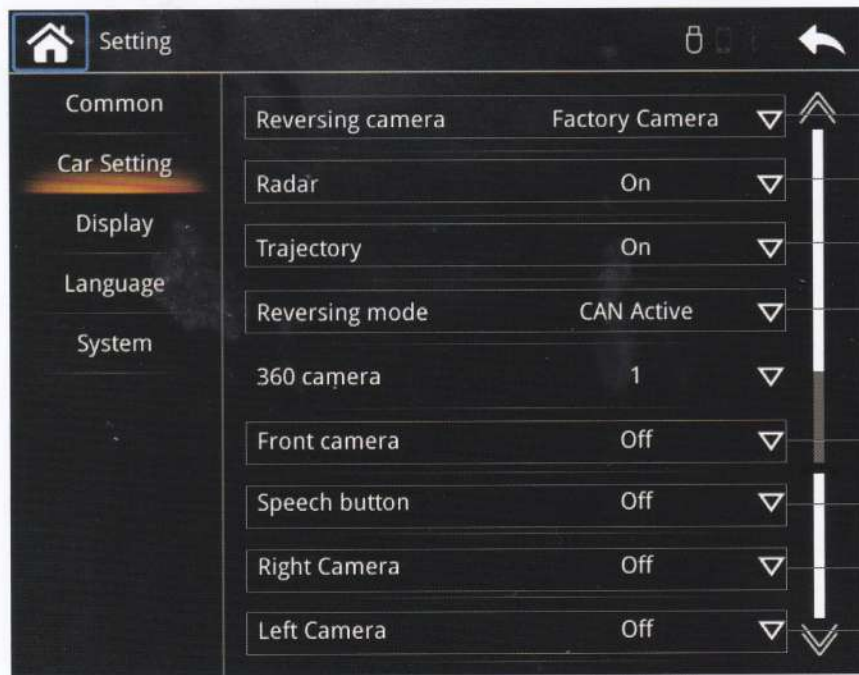 Setting
Common
Car Setting
Display
Language
System
Reversing camera Factory Camera
Radar On
Trajectory On
Reversing mode CAN Active
360 camera 1
Front camera Off
Speech button Off
Right Camera Off
Left Camera Off